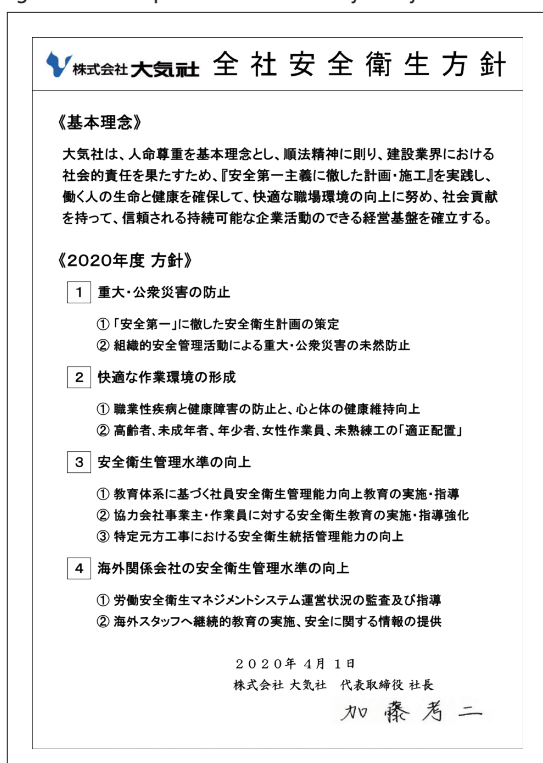 株式会社 大気社 全社安全衛生方針
《基本理念》
大気社は、人命尊重を基本理念とし、順法精神に則り、建設業界における
社会的責任を果たすため、『安全第一主義に徹した計画・施工』を実践し、
働く人の生命と健康を確保して、快適な職場環境の向上に努め、社会貢献
を持って、信頼される持続可能な企業活動のできる経営基盤を確立する。
《2020年度 方針》
1 重大・公衆災害の防止
①「安全第一」に徹した安全衛生計画の策定
② 組織的安全管理活動による重大・公衆災害の未然防止
2 快適な作業環境の形成
① 職業性疾病と健康障害の防止と、心と体の健康維持向上
② 高齢者、未成年者、年少者、女性作業員、未熟練工の「適正配置」
3 安全衛生管理水準の向上
① 教育体系に基づく社員安全衛生管理能力向上教育の実施・指導
② 協力会社事業主・作業員に対する安全衛生教育の実施・指導強化
③ 特定元方工事における安全衛生統括管理能力の向上
4 海外関係会社の安全衛生管理水準の向上
① 労働安全衛生マネジメントシステム運営状況の監査及び指導
② 海外スタッフへ継続的教育の実施、安全に関する情報の提供
2020年 4月 1日
株式会社 大気社 代表取締役 社長
加藤考二